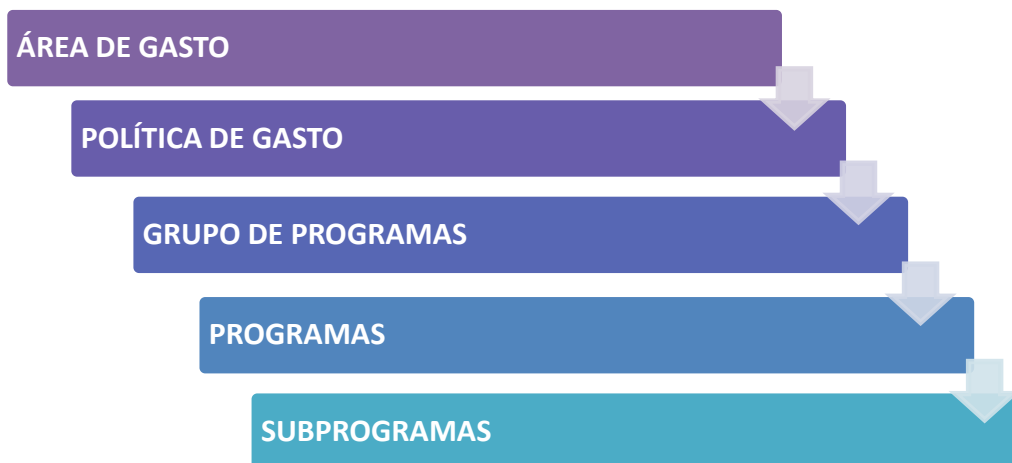 ÁREA DE GASTO
POLÍTICA DE GASTO
GRUPO DE PROGRAMAS
PROGRAMAS
SUBPROGRAMAS